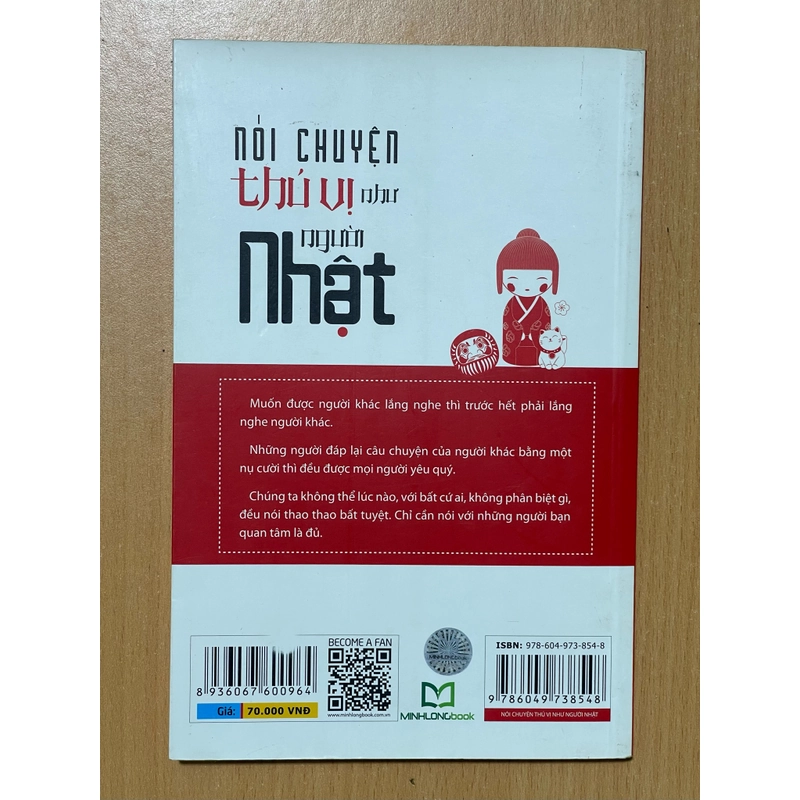 NÓI CHUYỆN
thú vị như
người
Nhật
Muốn được người khác lắng nghe thì trước hết phải lắng
nghe người khác.
Những người đáp lại câu chuyện của người khác bằng một
nụ cười thì đều được mọi người yêu quý.
Chúng ta không thể lúc nào, với bất cứ ai, không phân biệt gì,
đều nói thao thao bất tuyệt. Chỉ cần nói với những người bạn
quan tâm là đủ.
8 936067 600964
Giá: 70.000 VNĐ
BECOME A FAN
www.minhlongbook.com.vn
MINHLONGbook
MINHLONGbook
ISBN: 978-604-973-854-8
9 786049 738548
NÓI CHUYỆN THÚ VỊ NHƯ NGƯỜI NHẬT